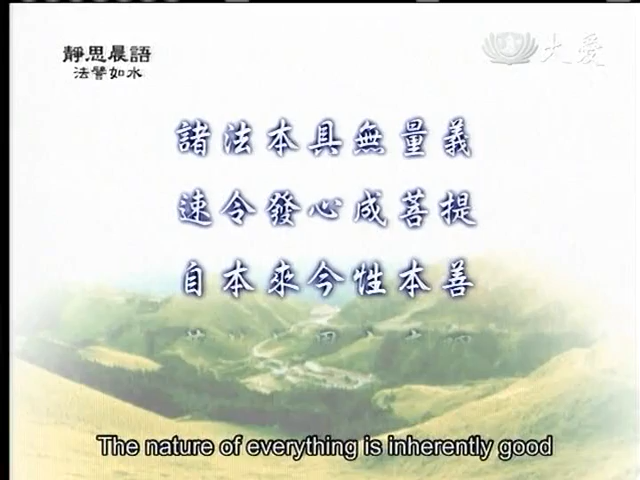 靜思晨語
法譬如水
大愛
諸法本具無量義
速令發心成菩提
自本來今性本善
The nature of everything is inherently good